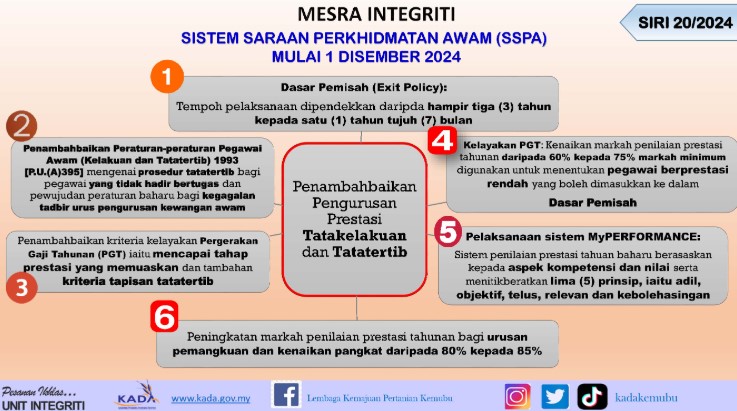 MESRA INTEGRITI
SIRI 20/2024
SISTEM SARAAN PERKHIDMATAN AWAM (SSPA)
MULAI 1 DISEMBER 2024
1
Dasar Pemisah (Exit Policy):
Tempoh pelaksanaan dipendekkan daripda hampir tiga (3) tahun
kepada satu (1) tahun tujuh (7) bulan
2
Penambahbaikan Peraturan-peraturan Pegawai
Awam (Kelakuan dan Tatatertib) 1993
[P.U.(A)395] mengenai prosedur tatatertib bagi
pegawai yang tidak hadir bertugas dan
pewujudan peraturan baharu bagi kegagalan
tadbir urus pengurusan kewangan awam
Penambahbaikan kriteria kelayakan Pergerakan
Gaji Tahunan (PGT) iaitu mencapai tahap
prestasi yang memuaskan dan tambahan
kriteria tapisan tatatertib
3
Penambahbaikan
Pengurusan
Prestasi
Tatakelakuan
dan Tatatertib
4
Kelayakan PGT: Kenaikan markah penilaian prestasi
tahunan daripada 60% kepada 75% markah minimum
digunakan untuk menentukan pegawai berprestasi
rendah yang boleh dimasukkan ke dalam
Dasar Pemisah
5
Pelaksanaan sistem MyPERFORMANCE:
Sistem penilaian prestasi tahuan baharu berasaskan
kepada aspek kompetensi dan nilai serta
menitikberatkan lima (5) prinsip, iaitu adil,
objektif, telus, relevan dan kebolehasingan
6
Peningkatan markah penilaian prestasi tahunan bagi urusan
pemangkuan dan kenaikan pangkat daripada 80% kepada 85%
Pesanan Ikhlas...
UNIT INTEGRITI
KADA
www.kada.gov.my
Lembaga Kemajuan Pertanian Kemubu
kadakemubu